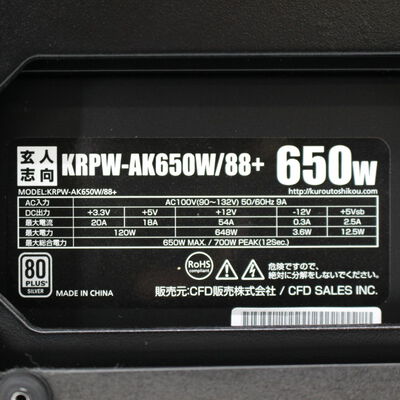 玄人志向 KRPW-AK650W/88+ 650W
MODEL:KRPW-AK650W/88+ http://kuroutoshikou.com/
AC入力 AC100V(90~132V) 50/60Hz 9A
DC出力 +3.3V +5V +12V -12V +5Vsb
最大電流 20A 18A 54A 0.3A 2.5A
最大電力 120W 648W 3.6W 12.5W
最大総合電力 650W MAX. / 700W PEAK(12Sec.)
80
PLUS
SILVER
MADE IN CHINA
RoHS
compliant
危険ですので、
絶対に分解をしないでください。
販売元:CFD販売株式会社 / CFD SALES INC.